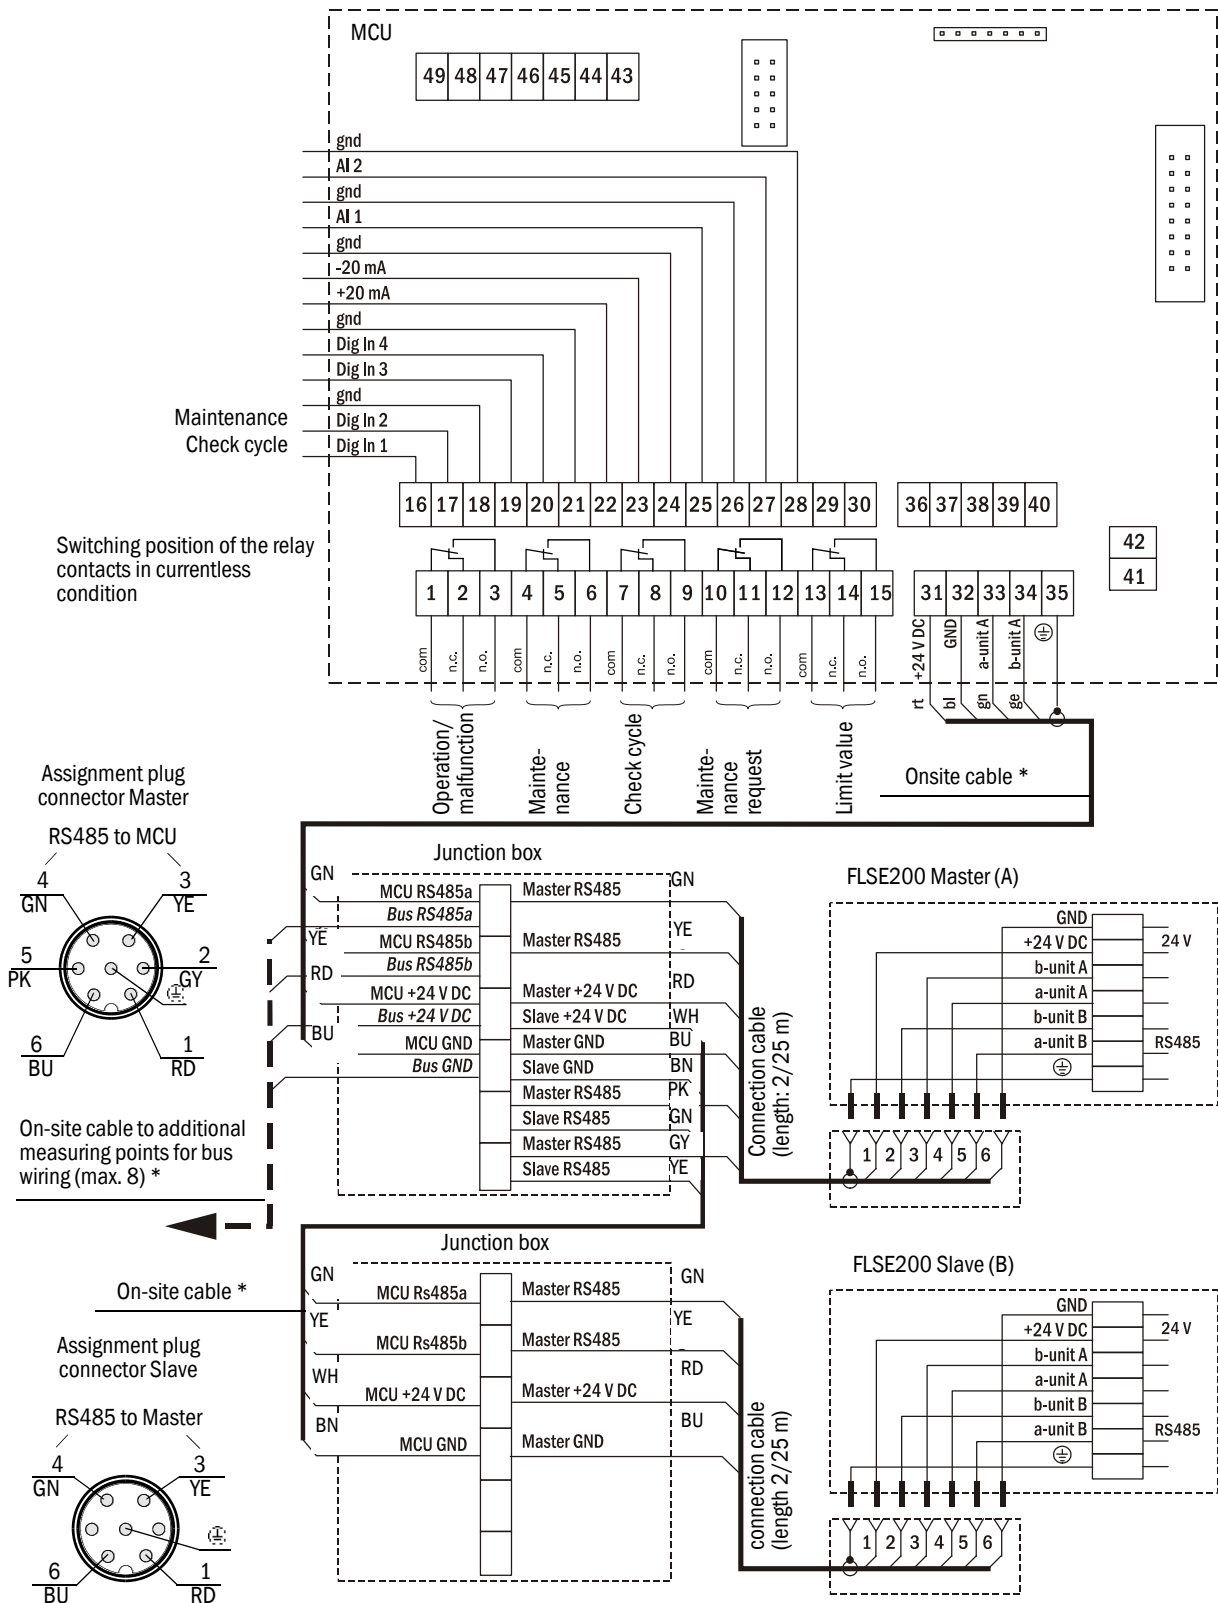 MCU
49 48 47 46 45 44 43
gnd
AI 2
gnd
AI 1
gnd
-20 mA
+20 mA
gnd
Dig In 4
Dig In 3
gnd
Maintenance Dig In 2
Check cycle Dig In 1
16 17 18 19 20 21 22 23 24 25 26 27 28 29 30 36 37 38 39 40
Switching position of the relay
contacts in currentless
condition
42
41
1 2 3 4 5 6 7 8 9 10 11 12 13 14 15 31 32 33 34 35
com n.c. n.o. com n.c. n.o. com n.c. n.o. com n.c. n.o. com n.c. n.o.
+24 V DC GND a-unit A b-unit A
rt bl gn ge
Operation/
malfunction
Mainte-
nance
Check cycle
Mainte-
nance
request
Limit value
Onsite cable *
Assignment plug
connector Master
RS485 to MCU
4 3
GN YE
5 2
PK GY
6 1
BU RD
Junction box
GN MCU RS485a Master RS485 GN
Bus RS485a
YE MCU RS485b Master RS485 YE
RD Bus RS485b
MCU +24 V DC Master +24 V DC RD
Bus +24 V DC Slave +24 V DC WH
BU MCU GND Master GND BU
Bus GND Slave GND BN
Master RS485 PK
Slave RS485 GN
Master RS485 GY
Slave RS485 YE
Connection cable
(length: 2/25 m)
FLSE200 Master (A)
GND
+24 V DC 24 V
b-unit A
a-unit A
b-unit B
a-unit B RS485
1 2 3 4 5 6
On-site cable to additional
measuring points for bus
wiring (max. 8) *
On-site cable *
Junction box
GN MCU Rs485a Master RS485 GN
YE MCU Rs485b Master RS485 YE
WH MCU +24 V DC Master +24 V DC RD
BN MCU GND Master GND BU
connection cable
(length 2/25 m)
FLSE200 Slave (B)
GND
+24 V DC 24 V
b-unit A
a-unit A
b-unit B
a-unit B RS485
1 2 3 4 5 6
Assignment plug
connector Slave
RS485 to Master
4 3
GN YE
6 1
BU RD